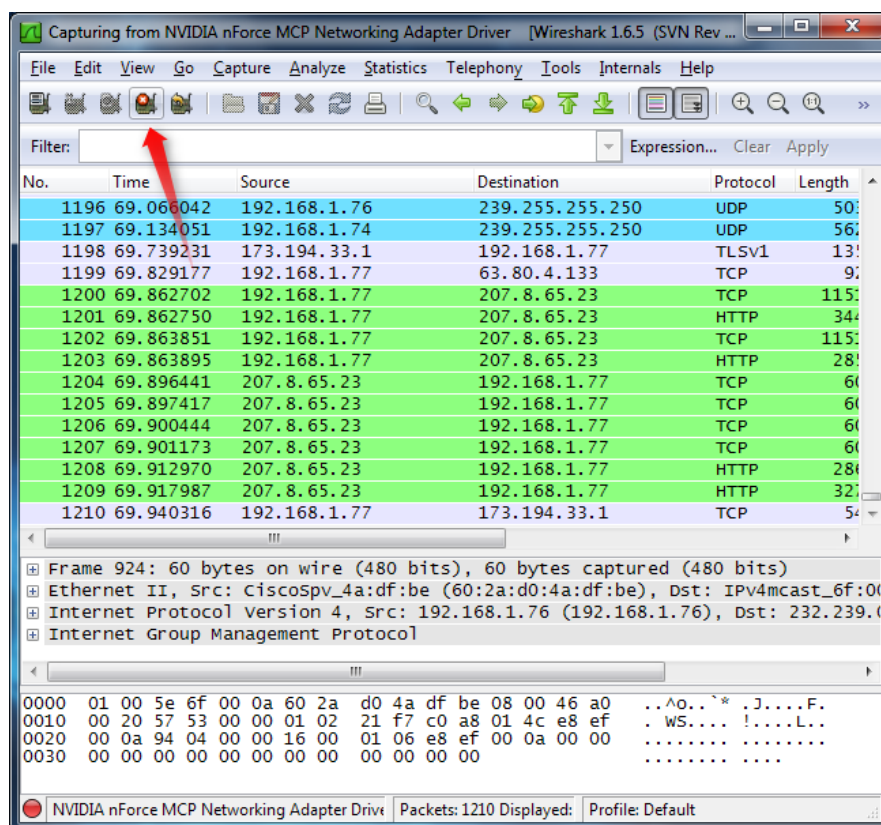 Capturing from NVIDIA nForce MCP Networking Adapter Driver [Wireshark 1.6.5 (SVN Rev ...
File Edit View Go Capture Analyze Statistics Telephony Tools Internals Help
Filter: Expression... Clear Apply
No. Time Source Destination Protocol Length
1196 69.066042 192.168.1.76 239.255.255.250 UDP 50
1197 69.134051 192.168.1.74 239.255.255.250 UDP 56
1198 69.739231 173.194.33.1 192.168.1.77 TLSv1 13
1199 69.829177 192.168.1.77 63.80.4.133 TCP 9
1200 69.862702 192.168.1.77 207.8.65.23 TCP 115
1201 69.862750 192.168.1.77 207.8.65.23 HTTP 34
1202 69.863851 192.168.1.77 207.8.65.23 TCP 115
1203 69.863895 192.168.1.77 207.8.65.23 HTTP 28
1204 69.896441 207.8.65.23 192.168.1.77 TCP 6
1205 69.897417 207.8.65.23 192.168.1.77 TCP 6
1206 69.900444 207.8.65.23 192.168.1.77 TCP 6
1207 69.901173 207.8.65.23 192.168.1.77 TCP 6
1208 69.912970 207.8.65.23 192.168.1.77 HTTP 28
1209 69.917987 207.8.65.23 192.168.1.77 HTTP 32
1210 69.940316 192.168.1.77 173.194.33.1 TCP 5
Frame 924: 60 bytes on wire (480 bits), 60 bytes captured (480 bits)
Ethernet II, Src: CiscoSpv_4a:df:be (60:2a:d0:4a:df:be), Dst: IPv4mcast_6f:00
Internet Protocol Version 4, Src: 192.168.1.76 (192.168.1.76), Dst: 232.239.0
Internet Group Management Protocol
0000 01 00 5e 6f 00 0a 60 2a d0 4a df be 08 00 46 a0 ..^o..`* .J....F.
0010 00 20 57 53 00 00 01 02 21 f7 c0 a8 01 4c e8 ef . WS.... !....L..
0020 00 0a 94 04 00 00 16 00 01 06 e8 ef 00 0a 00 00 ........ ........
0030 00 00 00 00 00 00 00 00 00 00 00 00 ........ ....
NVIDIA nForce MCP Networking Adapter Drive Packets: 1210 Displayed: Profile: Default